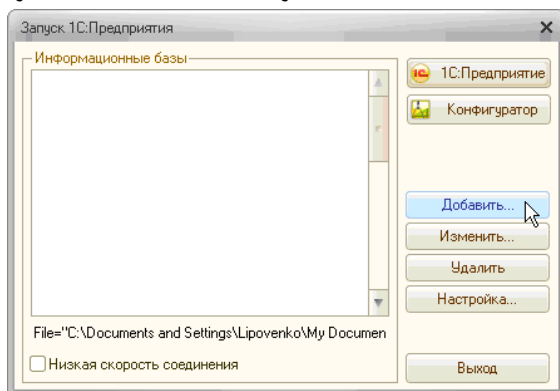 Запуск 1С:Предприятия
Информационные базы
1С:Предприятие
Конфигуратор
Добавить...
Изменить...
Удалить
Настройка...
File="C:\Documents and Settings\Lipovenko\My Documen
Низкая скорость соединения
Выход